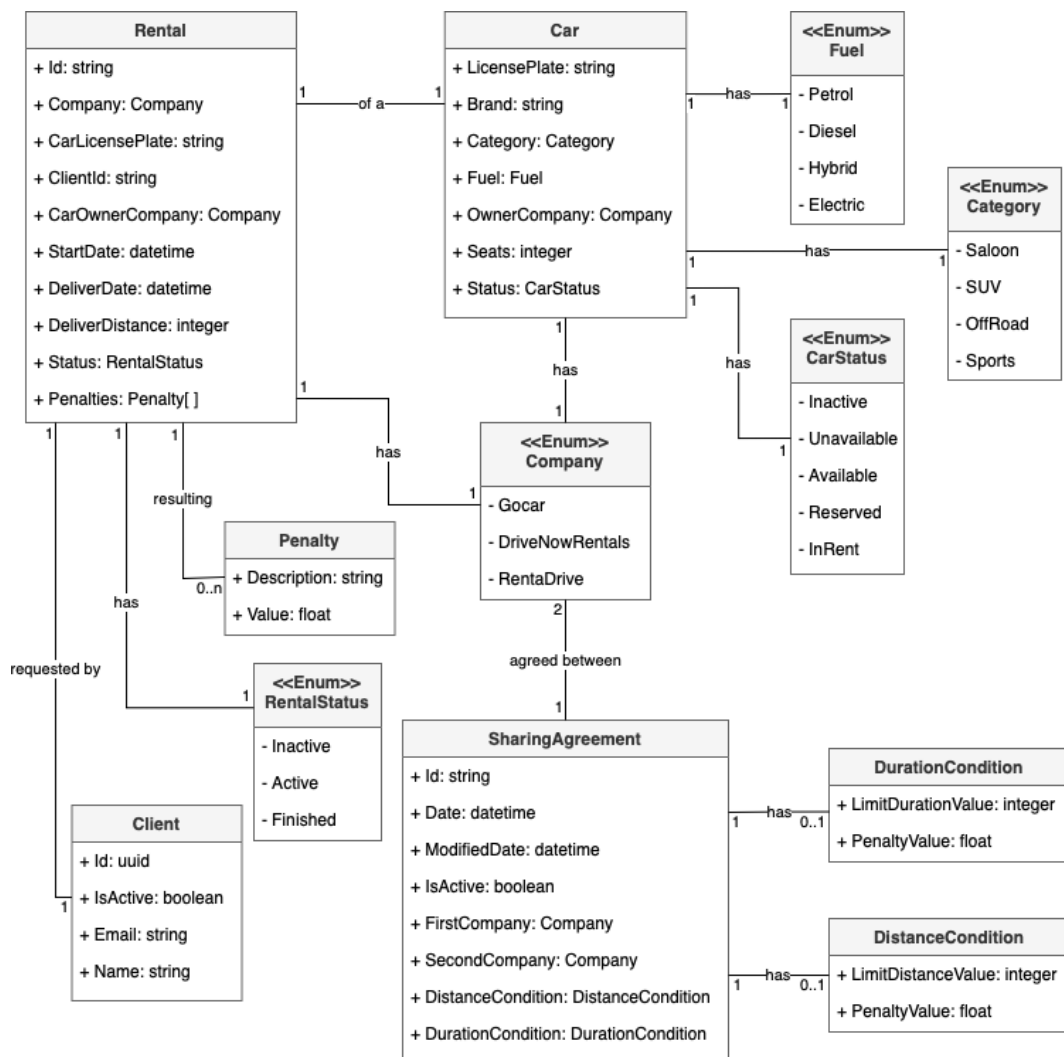 Rental
+ Id: string
+ Company: Company
+ CarLicensePlate: string
+ ClientId: string
+ CarOwnerCompany: Company
+ StartDate: datetime
+ DeliverDate: datetime
+ DeliverDistance: integer
+ Status: RentalStatus
+ Penalties: Penalty[ ]
1
of a
1
Car
+ LicensePlate: string
+ Brand: string
+ Category: Category
+ Fuel: Fuel
+ OwnerCompany: Company
+ Seats: integer
+ Status: CarStatus
1
has
1
<<Enum>>
Fuel
- Petrol
- Diesel
- Hybrid
- Electric
1
has
1
<<Enum>>
Category
- Saloon
- SUV
- OffRoad
- Sports
1
has
1
<<Enum>>
CarStatus
- Inactive
- Unavailable
- Available
- Reserved
- InRent
1
has
1
1
has
1
<<Enum>>
Company
- Gocar
- DriveNowRentals
- RentaDrive
1
resulting
0..n
Penalty
+ Description: string
+ Value: float
1
has
1
<<Enum>>
RentalStatus
- Inactive
- Active
- Finished
1
requested by
1
Client
+ Id: uuid
+ IsActive: boolean
+ Email: string
+ Name: string
2
agreed between
1
SharingAgreement
+ Id: string
+ Date: datetime
+ ModifiedDate: datetime
+ IsActive: boolean
+ FirstCompany: Company
+ SecondCompany: Company
+ DistanceCondition: DistanceCondition
+ DurationCondition: DurationCondition
1
has
0..1
DurationCondition
+ LimitDurationValue: integer
+ PenaltyValue: float
1
has
0..1
DistanceCondition
+ LimitDistanceValue: integer
+ PenaltyValue: float